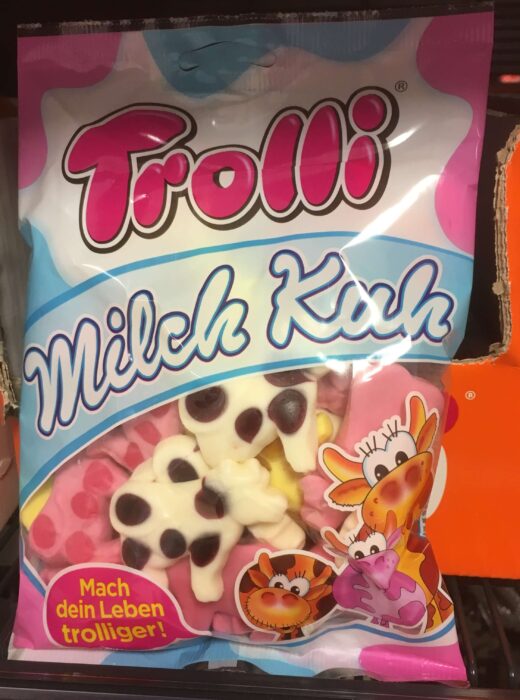 Trolli®
Milch Kuh
Mach
dein Leben
trolliger!
®